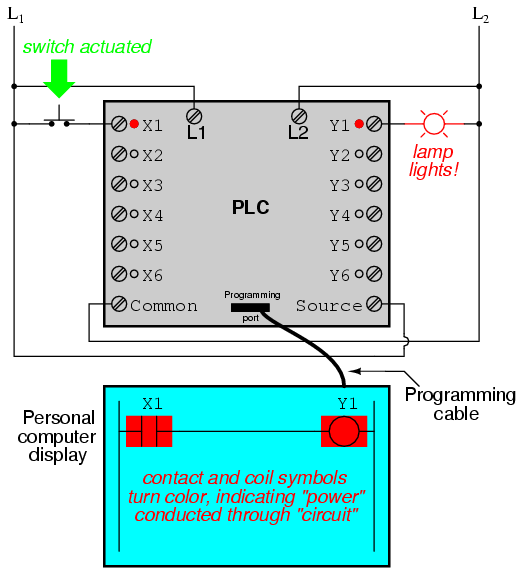 L1 L2
switch actuated
X1 L1 L2 Y1
X2 Y2
lamp
lights!
X3 Y3
X4 PLC Y4
X5 Y5
X6 Y6
Common Programming port Source
Programming
cable
Personal
computer
display
X1 Y1
contact and coil symbols
turn color, indicating "power"
conducted through "circuit"